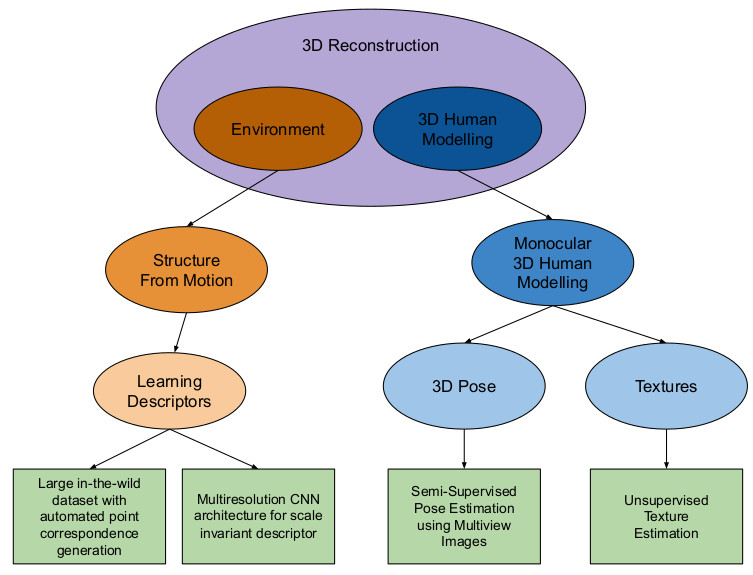 3D Reconstruction
Environment
3D Human
Modelling
Structure
From Motion
Monocular
3D Human
Modelling
Learning
Descriptors
3D Pose
Textures
Large in-the-wild
dataset with
automated point
correspondence
generation
Multiresolution CNN
architecture for scale
invariant descriptor
Semi-Supervised
Pose Estimation
using Multiview
Images
Unsupervised
Texture
Estimation